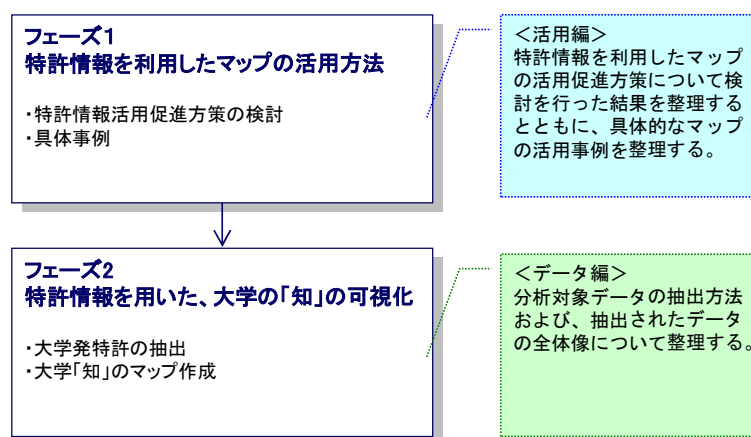 フェーズ1
特許情報を利用したマップの活用方法
・特許情報活用促進方策の検討
・具体事例
＜活用編＞
特許情報を利用したマップ
の活用促進方策について検
討を行った結果を整理する
とともに、具体的なマップ
の活用事例を整理する。
フェーズ2
特許情報を用いた、大学の「知」の可視化
・大学発特許の抽出
・大学「知」のマップ作成
＜データ編＞
分析対象データの抽出方法
および、抽出されたデータ
の全体像について整理する。